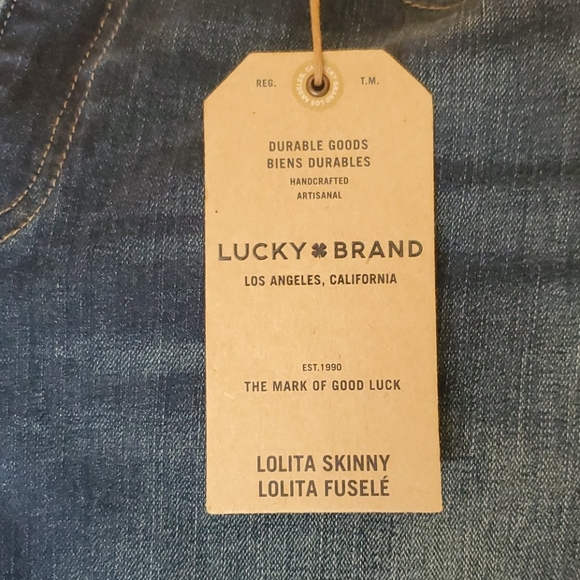 REG. T.M.
DURABLE GOODS
BIENS DURABLES
HANDCRAFTED
ARTISANAL
LUCKY BRAND
LOS ANGELES, CALIFORNIA
EST.1990
THE MARK OF GOOD LUCK
LOLITA SKINNY
LOLITA FUSELÉ